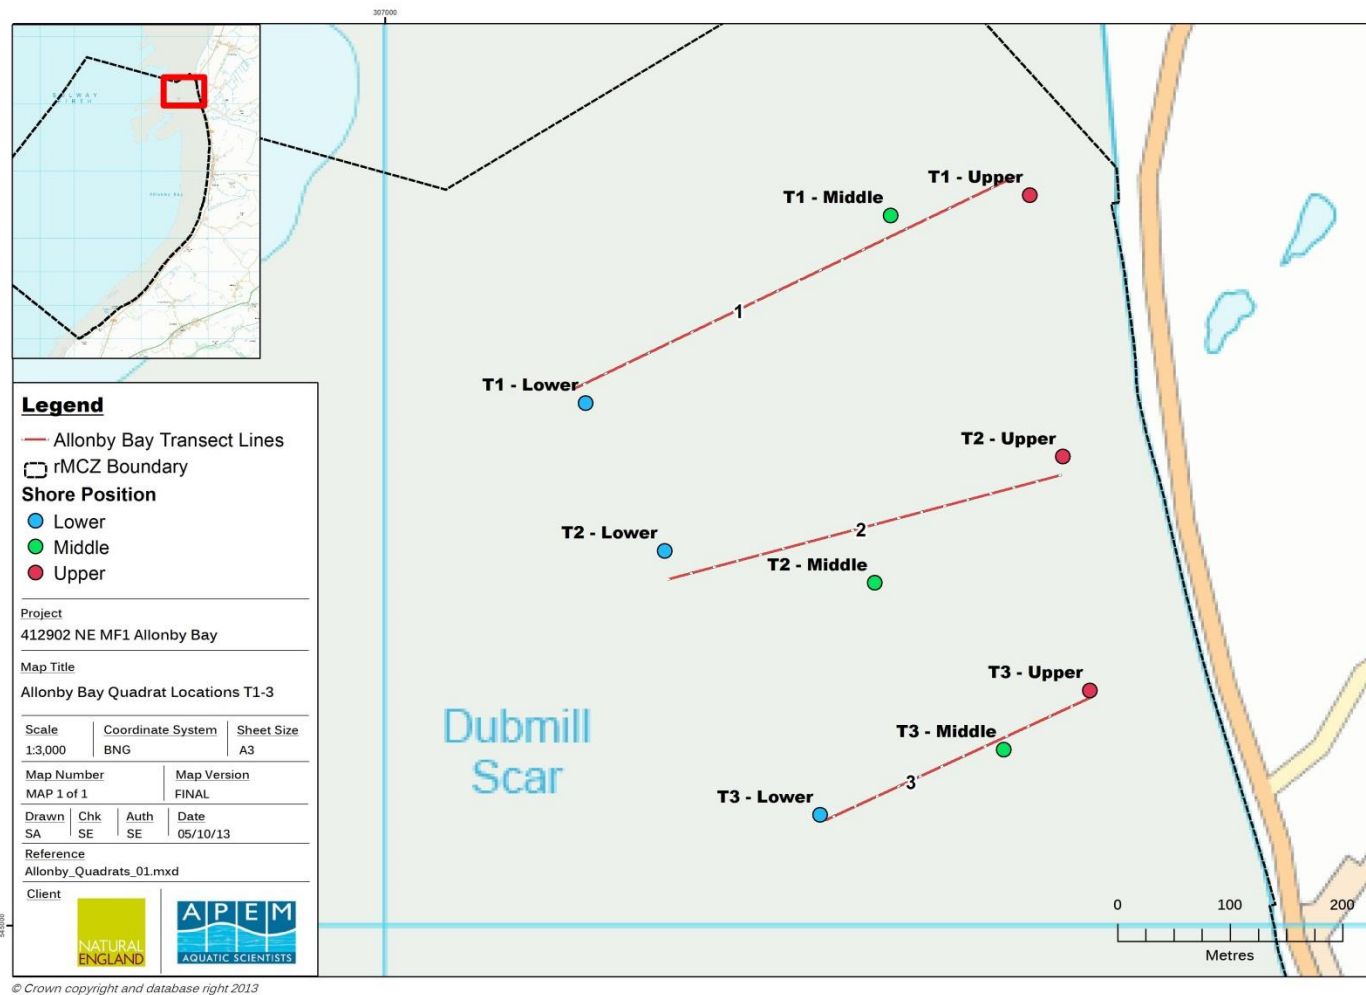 307000
SOLWAY
FIRTH
Allonby Bay
T1 - Upper
T1 - Middle
1
T1 - Lower
T2 - Upper
T2 - Lower
2
T2 - Middle
T3 - Upper
T3 - Middle
3
T3 - Lower
Dubmill
Scar
0 100 200
Metres
Legend
Allonby Bay Transect Lines
rMCZ Boundary
Shore Position
Lower
Middle
Upper
Project
412902 NE MF1 Allonby Bay
Map Title
Allonby Bay Quadrat Locations T1-3
Scale Coordinate System Sheet Size
1:3,000 BNG A3
Map Number Map Version
MAP 1 of 1 FINAL
Drawn Chk Auth Date
SA SE SE 05/10/13
Reference
Allonby_Quadrats_01.mxd
Client
NATURAL
ENGLAND
APEM
AQUATIC SCIENTISTS
545000
© Crown copyright and database right 2013